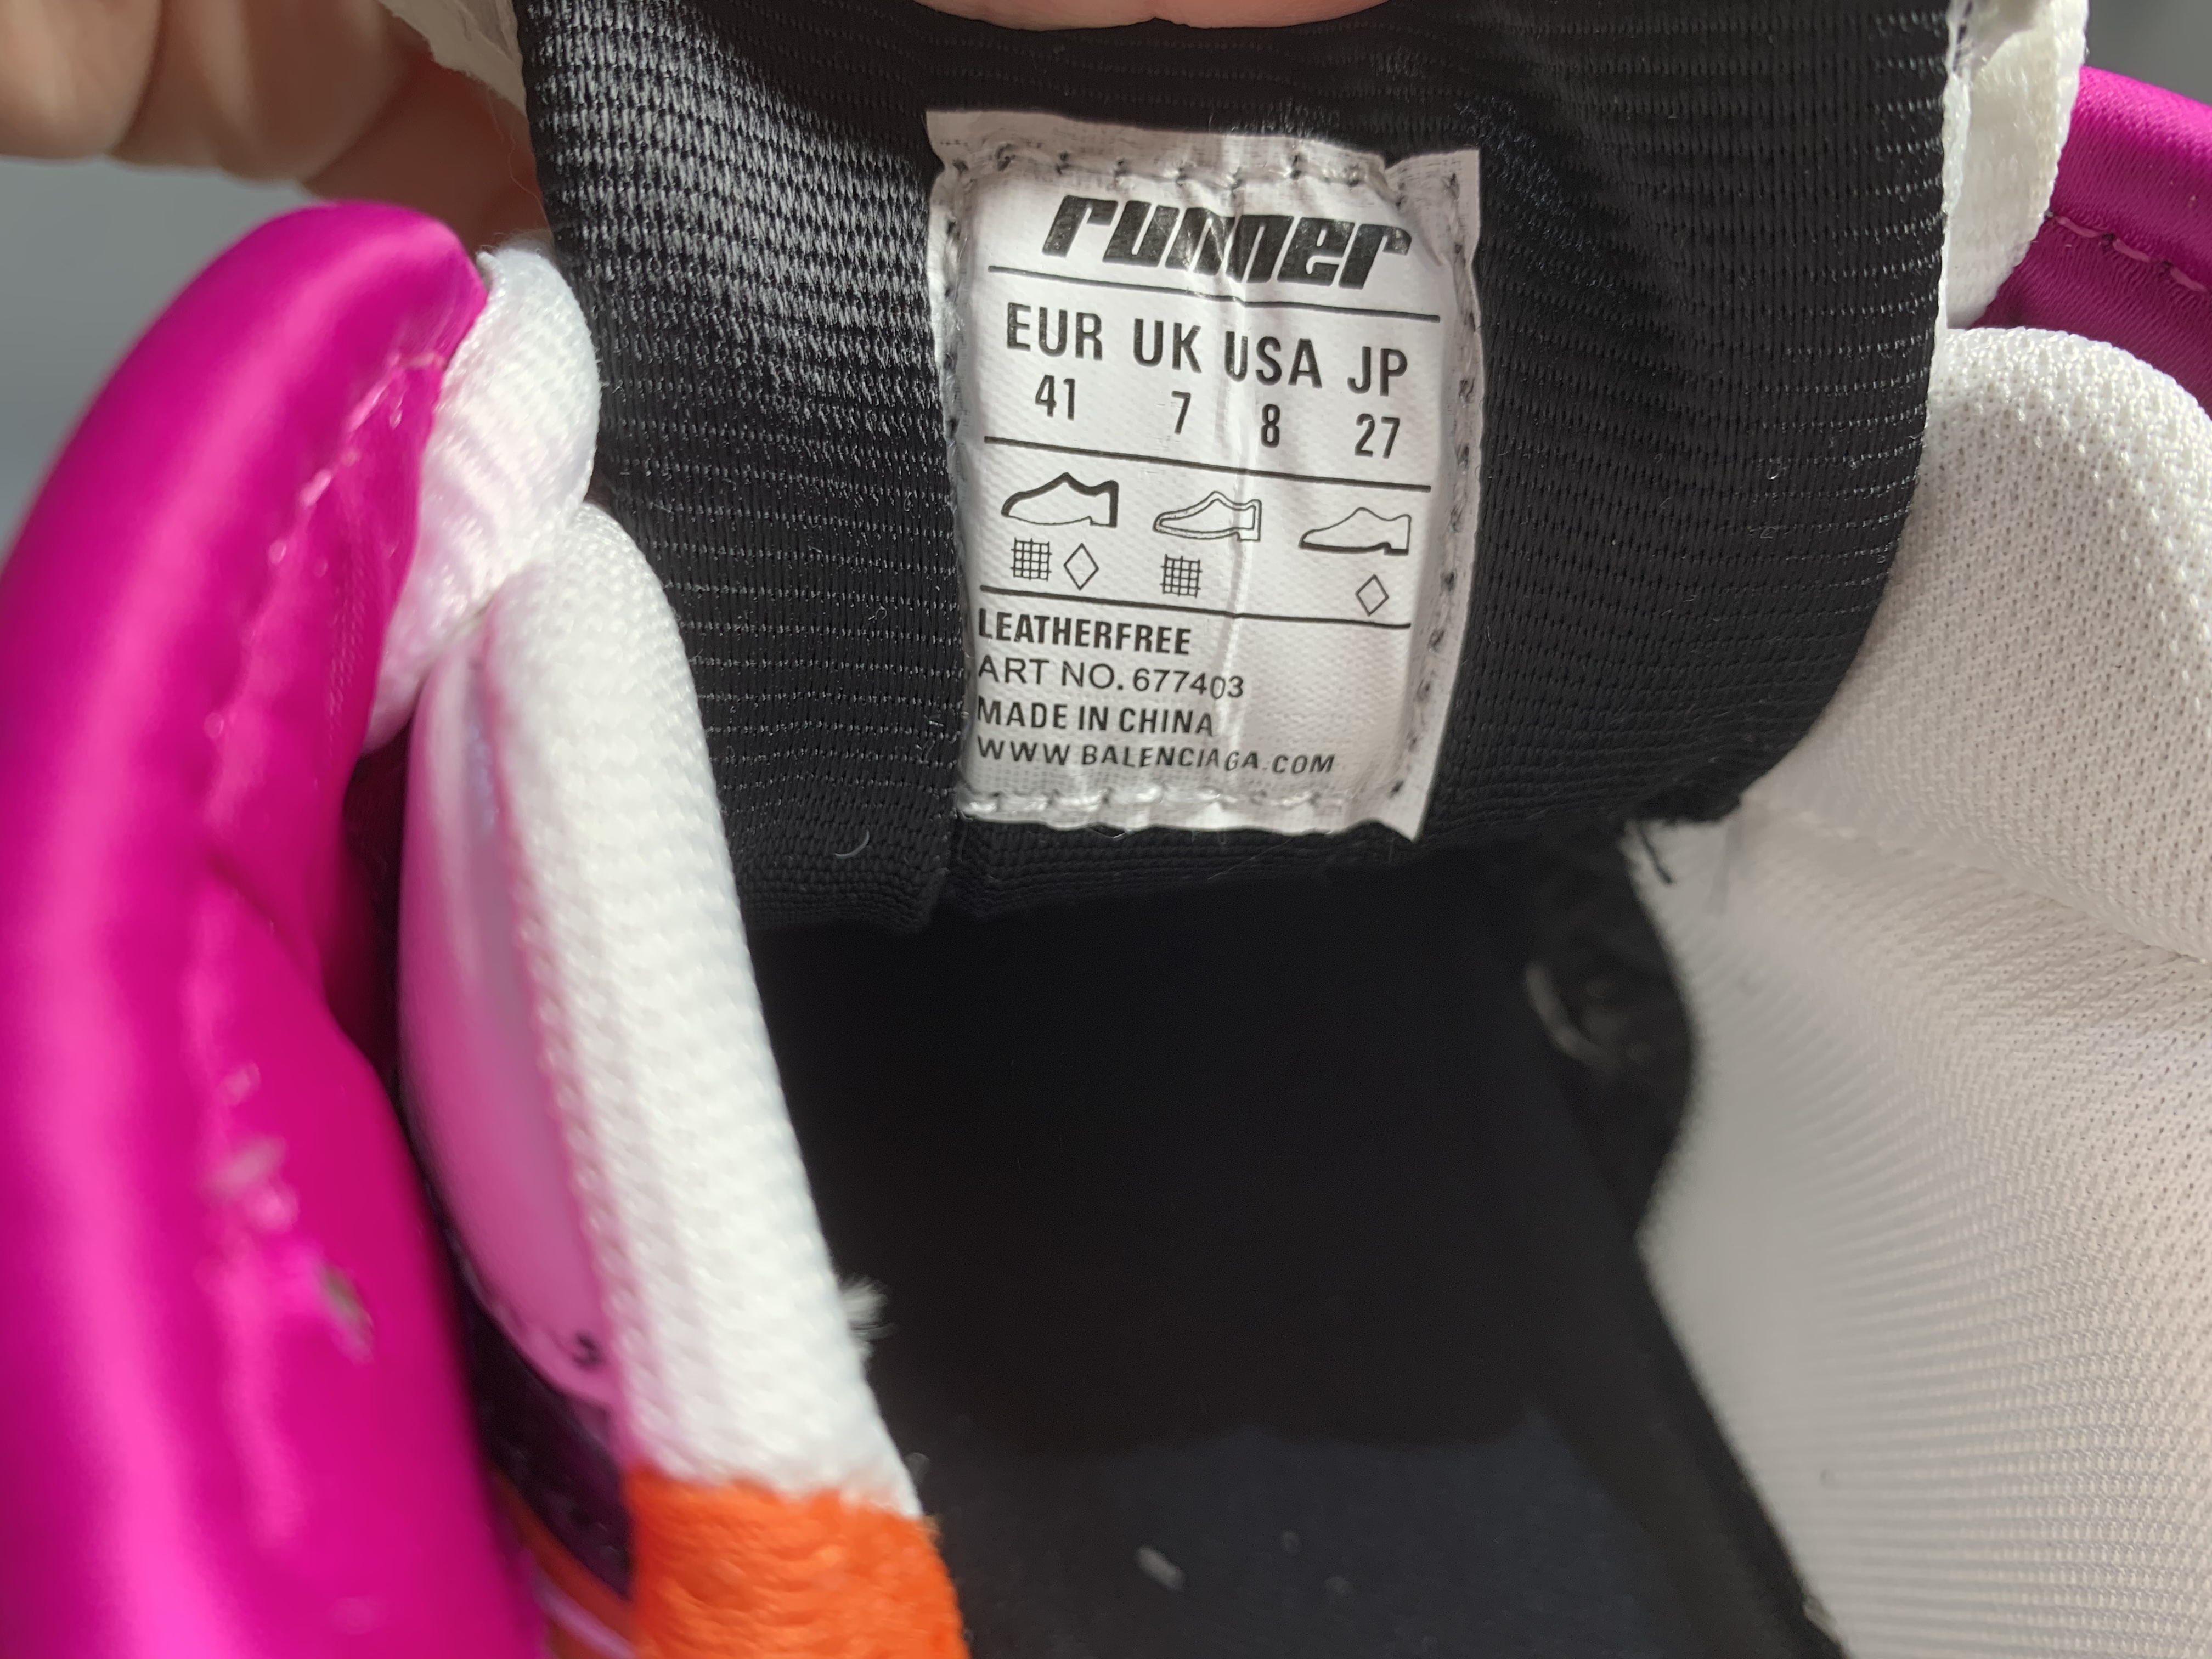 runner
EUR UK USA JP
41 7 8 27
LEATHERFREE
ART NO. 677403
MADE IN CHINA
WWW BALENCIAGA.COM